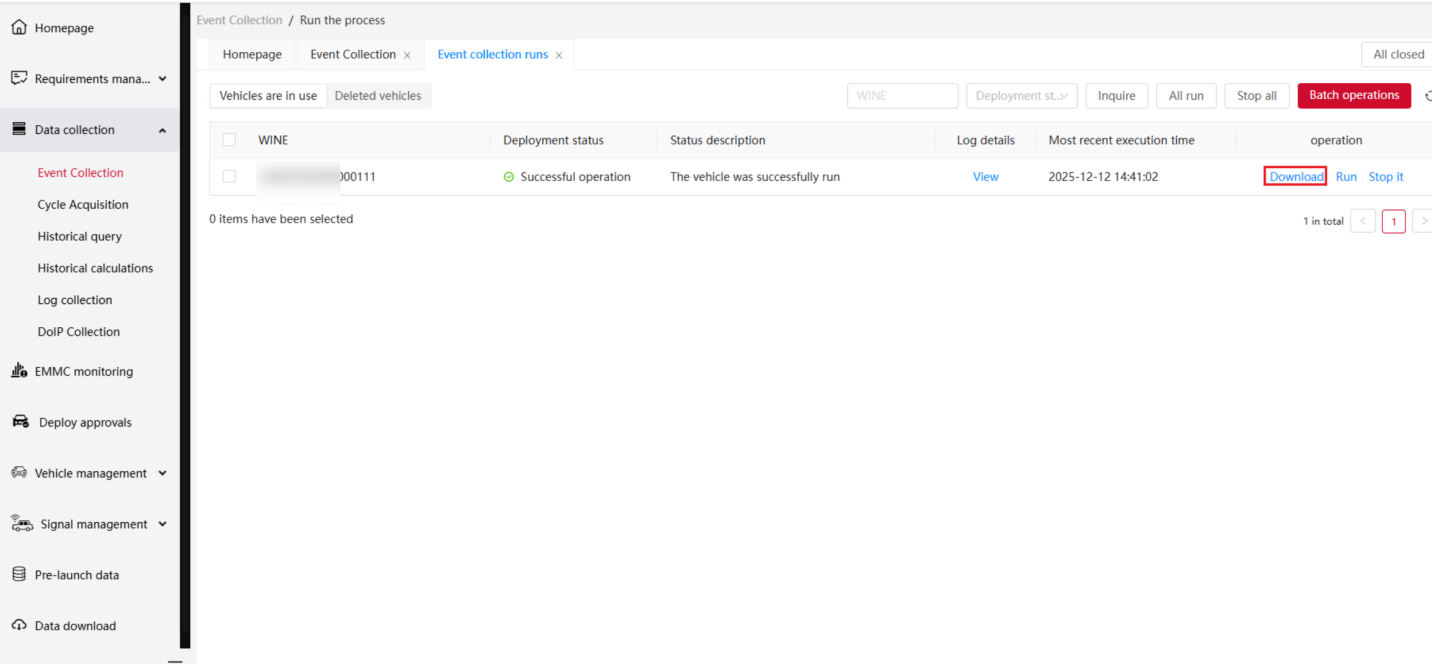 Homepage
Requirements mana...
Data collection
Event Collection
Cycle Acquisition
Historical query
Historical calculations
Log collection
DoIP Collection
EMMC monitoring
Deploy approvals
Vehicle management
Signal management
Pre-launch data
Data download
Event Collection / Run the process
Homepage Event Collection × Event collection runs × All closed
Vehicles are in use Deleted vehicles WINE Deployment st... Inquire All run Stop all Batch operations
WINE Deployment status Status description Log details Most recent execution time operation
000111 Successful operation The vehicle was successfully run View 2025-12-12 14:41:02 Download Run Stop it
0 items have been selected 1 in total < 1 >